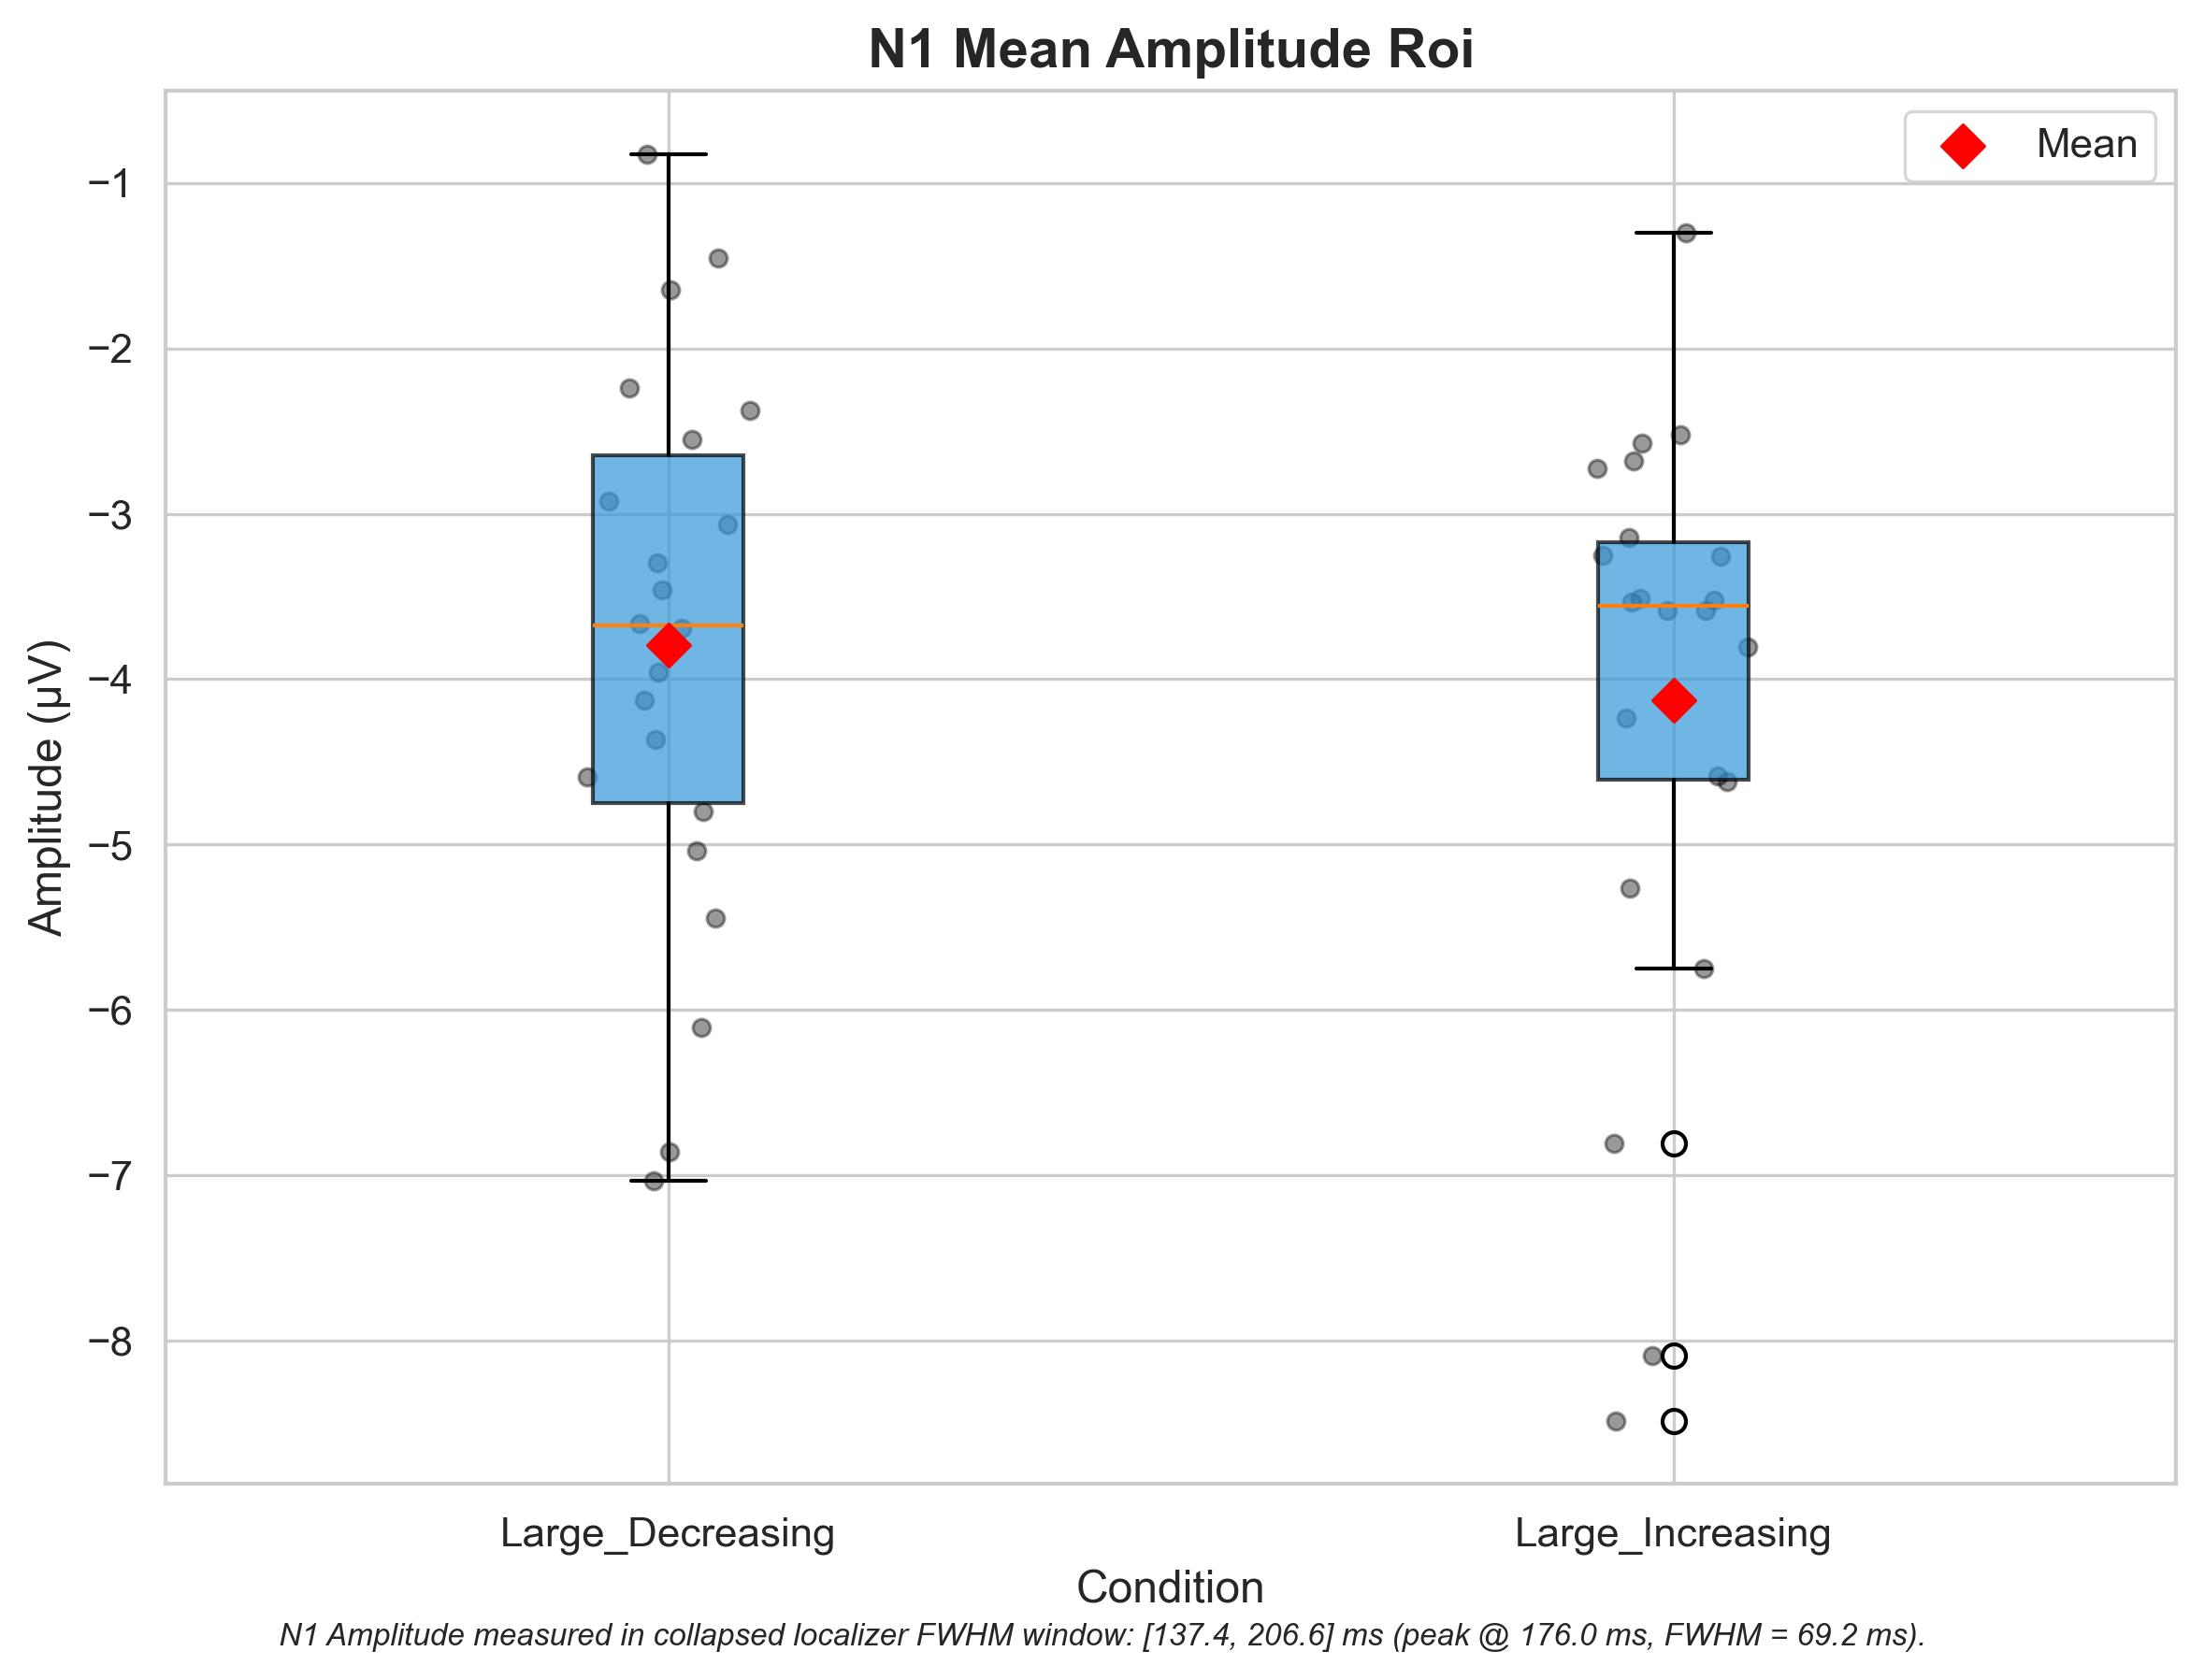 N1 Mean Amplitude Roi
Mean
−1
−2
−3
−4
−5
−6
−7
−8
Amplitude (µV)
Large_Decreasing
Large_Increasing
Condition
N1 Amplitude measured in collapsed localizer FWHM window: [137.4, 206.6] ms (peak @ 176.0 ms, FWHM = 69.2 ms).